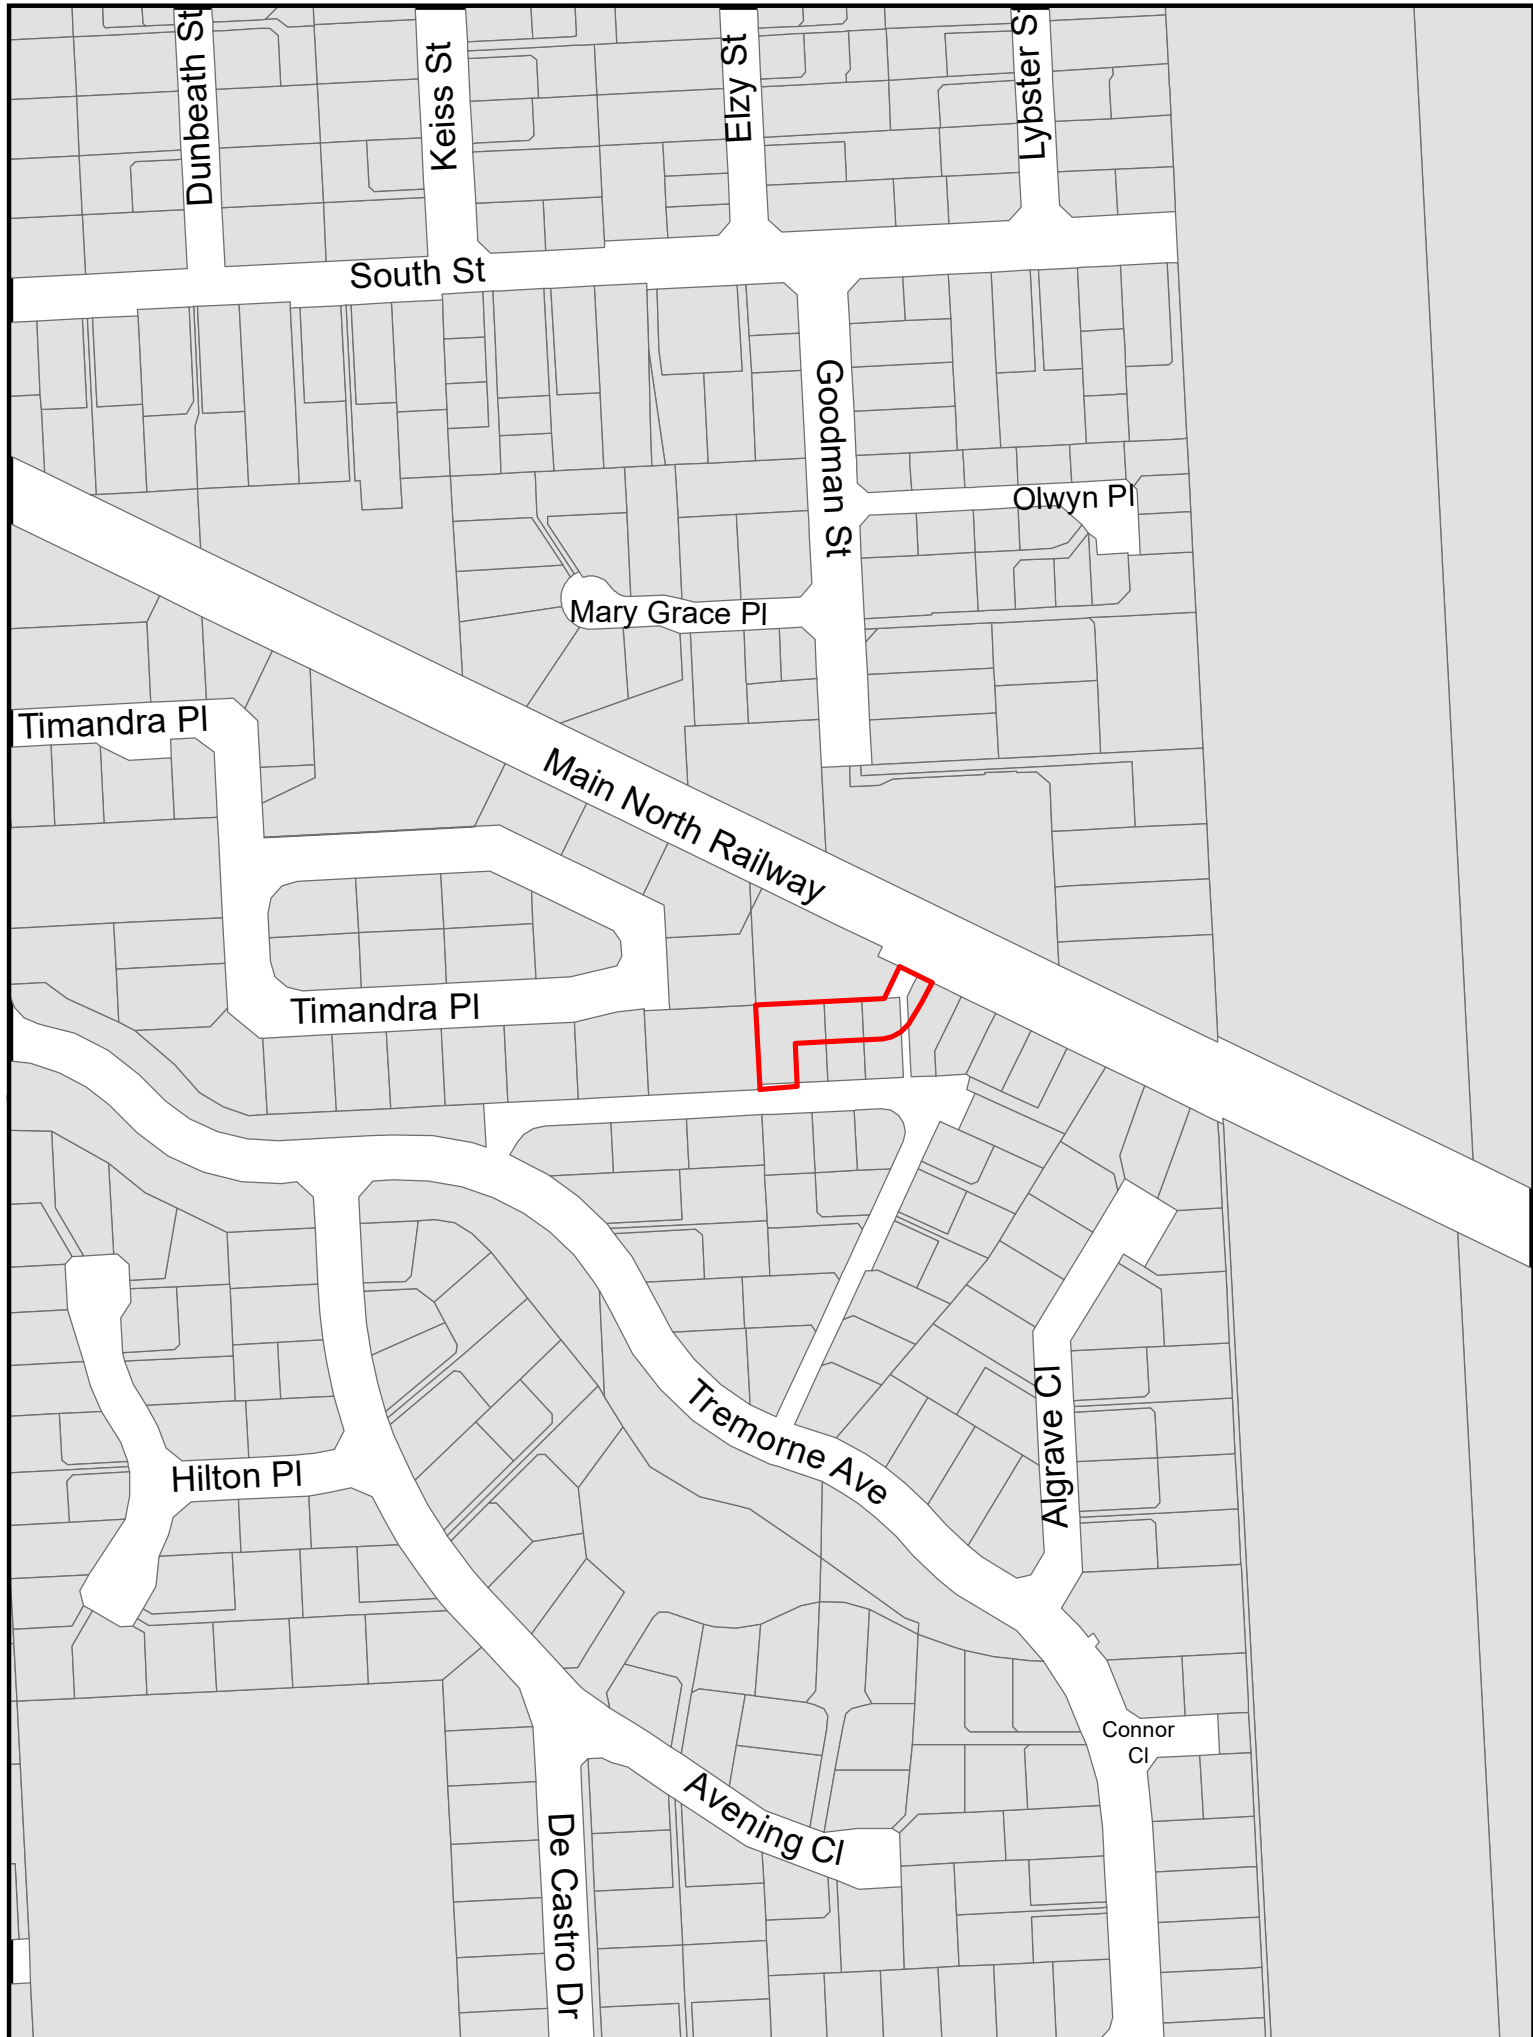 Dunbeath St
Keiss St
Elzy St
Lybster St
South St
Goodman St
Olwyn Pl
Mary Grace Pl
Timandra Pl
Main North Railway
Timandra Pl
Tremorne Ave
Algrave Cl
Hilton Pl
Connor
Cl
Avening Cl
De Castro Dr